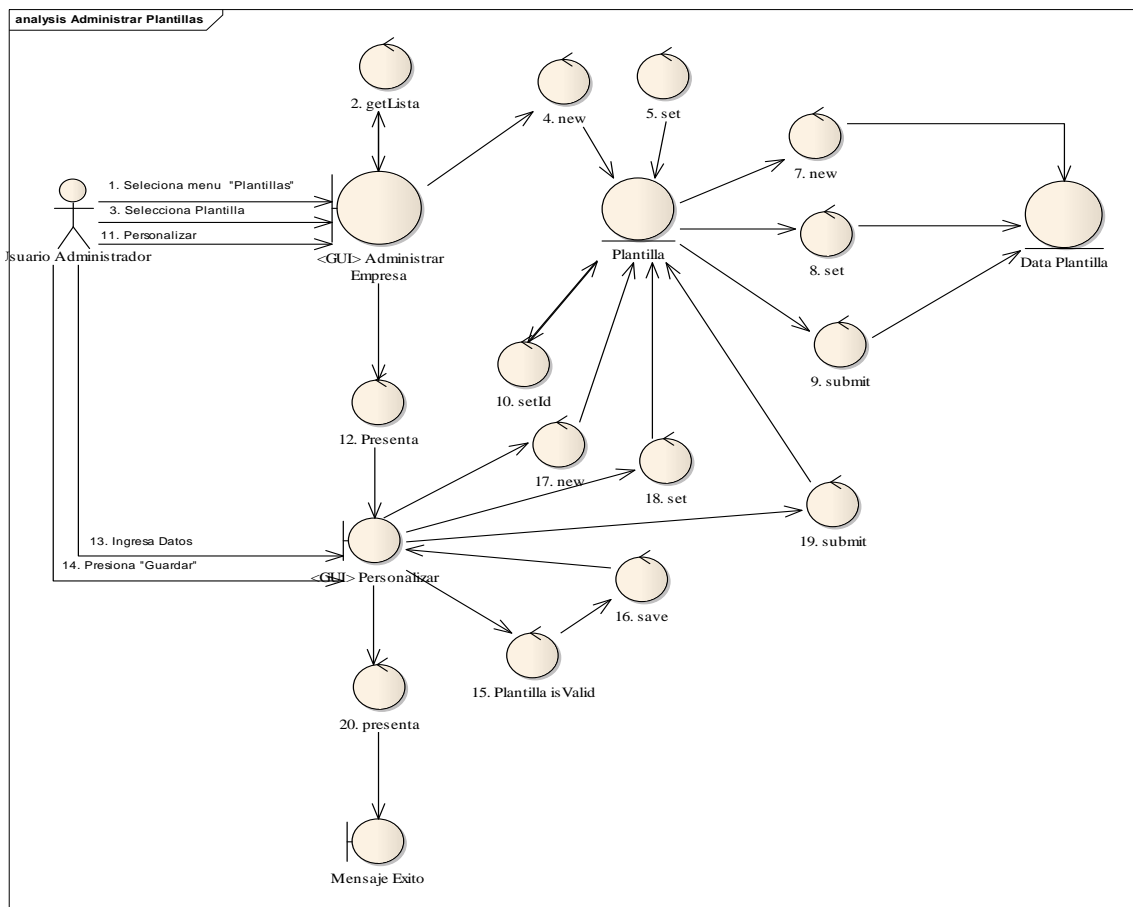 analysis Administrar Plantillas
2. getLista
4. new
5. set
7. new
1. Seleciona menu "Plantillas"
3. Selecciona Plantilla
11. Personalizar
Usuario Administrador
<GUI> Administrar
Empresa
Plantilla
8. set
Data Plantilla
9. submit
10. setId
12. Presenta
17. new
18. set
19. submit
13. Ingresa Datos
14. Presiona "Guardar"
<GUI> Personalizar
16. save
15. Plantilla isValid
20. presenta
Mensaje Exito